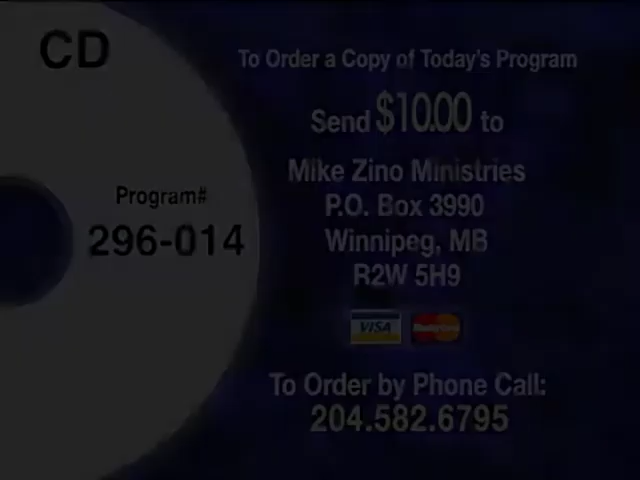 CD
To Order a Copy of Today's Program
Send $10.00 to
Mike Zino Ministries
P.O. Box 3990
Winnipeg, MB
R2W 5H9
Program#
296-014
VISA
MasterCard
To Order by Phone Call:
204.582.6795